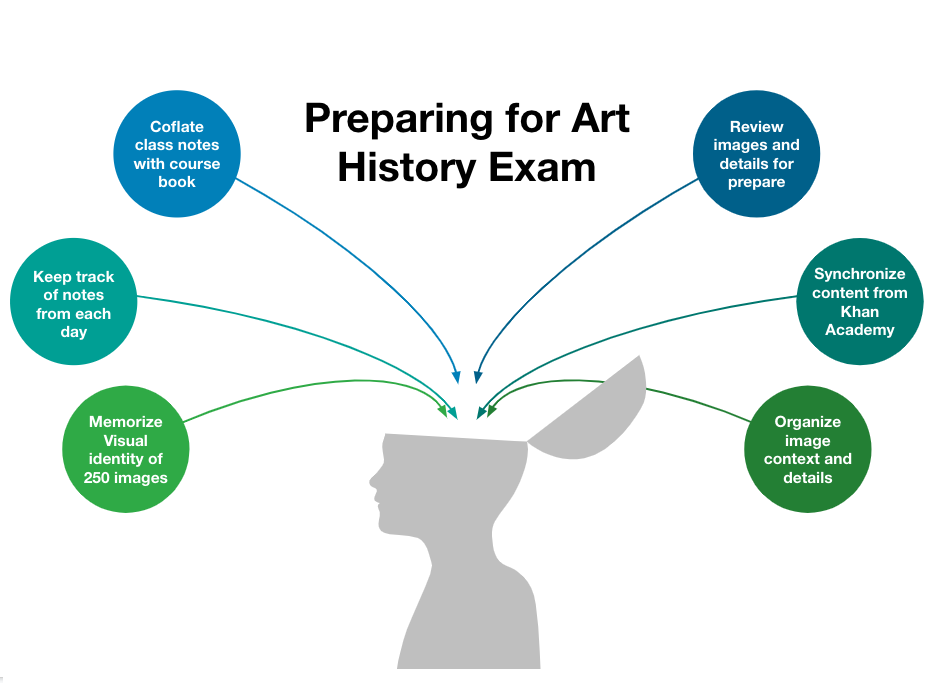 Preparing for Art
History Exam
Coflate
class notes
with course
book
Review
images and
details for
prepare
Keep track
of notes
from each
day
Synchronize
content from
Khan
Academy
Memorize
Visual
identity of
250 images
Organize
image
context and
details